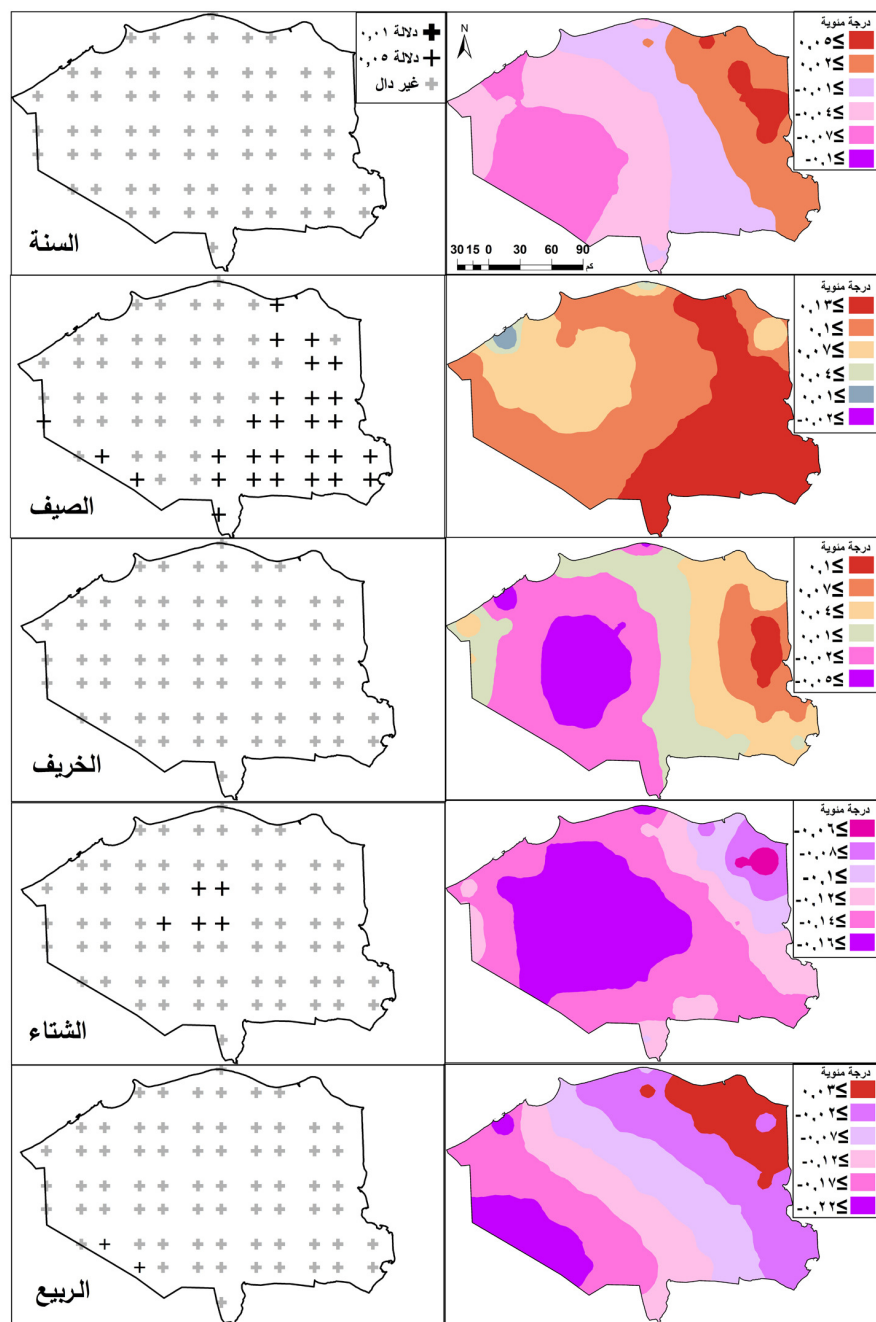 دلالة ٠,٠١
دلالة ٠,٠٥
غير دال
السنة
N
درجة مئوية
≥٠,٠٥
≥٠,٠٢
≥-٠,٠١
≥-٠,٠٤
≥-٠,٠٧
≥-٠,١
30 15 0 30 60 90
كم
الصيف
درجة مئوية
≥٠,١٣
≥٠,١
≥٠,٠٧
≥٠,٠٤
≥٠,٠١
≥-٠,٠٢
الخريف
درجة مئوية
≥٠,١
≥٠,٠٧
≥٠,٠٤
≥٠,٠١
≥-٠,٠٢
≥-٠,٠٥
الشتاء
درجة مئوية
≥-٠,٠٦
≥-٠,٠٨
≥-٠,١
≥-٠,١٢
≥-٠,١٤
≥-٠,١٦
الربيع
درجة مئوية
≥٠,٠٣
≥-٠,٠٢
≥-٠,٠٧
≥-٠,١٢
≥-٠,١٧
≥-٠,٢٢